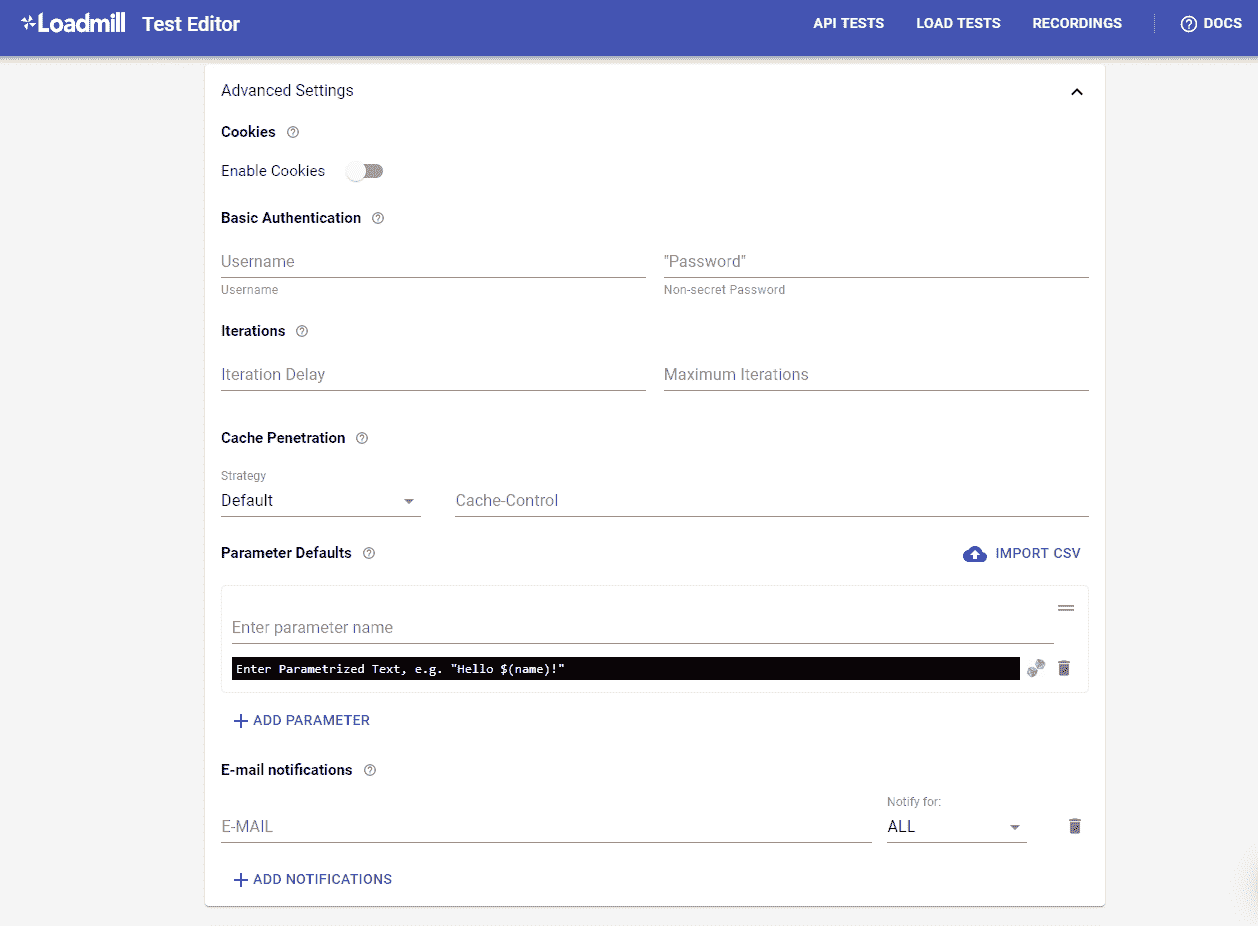 Loadmill Test Editor API TESTS LOAD TESTS RECORDINGS ? DOCS
Advanced Settings
Cookies ?
Enable Cookies
Basic Authentication ?
Username "Password"
Username Non-secret Password
Iterations ?
Iteration Delay Maximum Iterations
Cache Penetration ?
Strategy
Default Cache-Control
Parameter Defaults ? IMPORT CSV
Enter parameter name
Enter Parametrized Text, e.g. "Hello $(name)!"
+ ADD PARAMETER
E-mail notifications ?
Notify for:
E-MAIL ALL
+ ADD NOTIFICATIONS